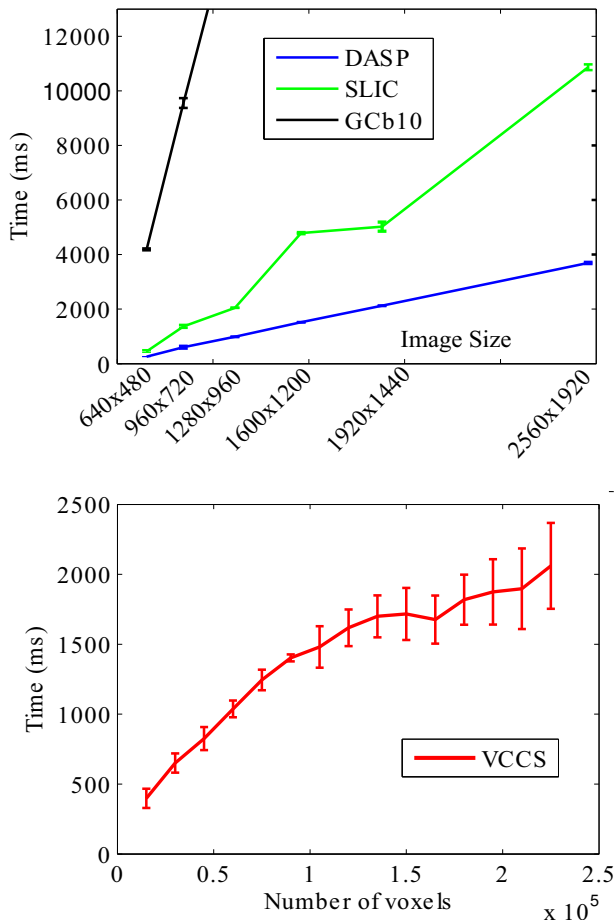 12000
10000
8000
6000
4000
2000
0
Time (ms)
DASP
SLIC
GCb10
Image Size
640x480
960x720
1280x960
1600x1200
1920x1440
2560x1920
2500
2000
1500
1000
500
0
Time (ms)
VCCS
0
0.5
1
1.5
2
2.5
Number of voxels
x 10⁵